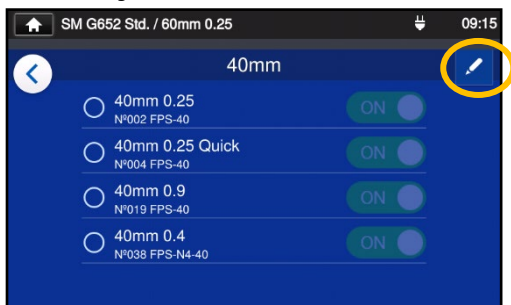 SM G652 Std. / 60mm 0.25 09:15
40mm
40mm 0.25 ON
Nº002 FPS-40
40mm 0.25 Quick ON
Nº004 FPS-40
40mm 0.9 ON
Nº019 FPS-40
40mm 0.4 ON
Nº038 FPS-N4-40